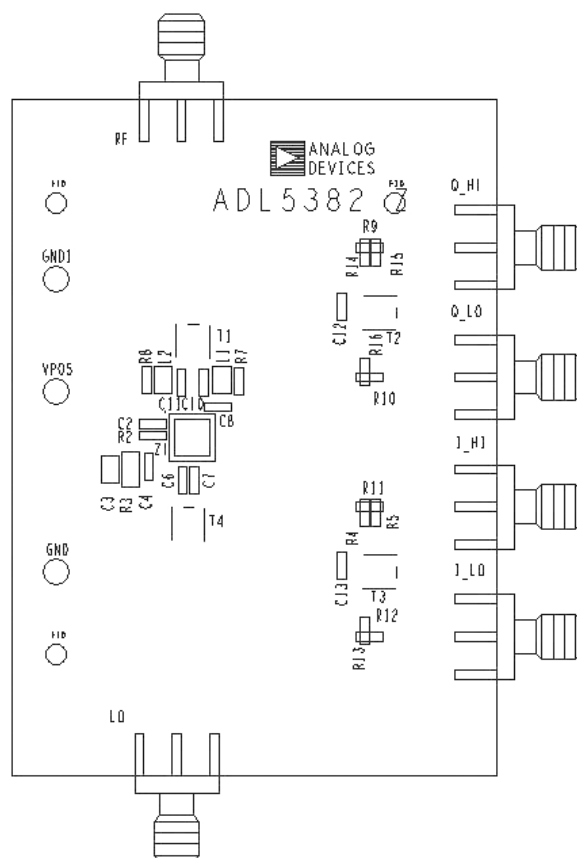 RF
ANALOG
DEVICES
FID
ADL5382
FID
Q_HI
R9
GND1
R14
R15
Q_LO
C12
T1
T2
R8
L2
L1
R7
R16
VPOS
R10
C11
C10
C8
C2
R2
Z1
I_HI
R11
C3
R3
C4
C6
C7
R4
R5
T4
GND
I_LO
C13
T3
R12
FID
R13
LO